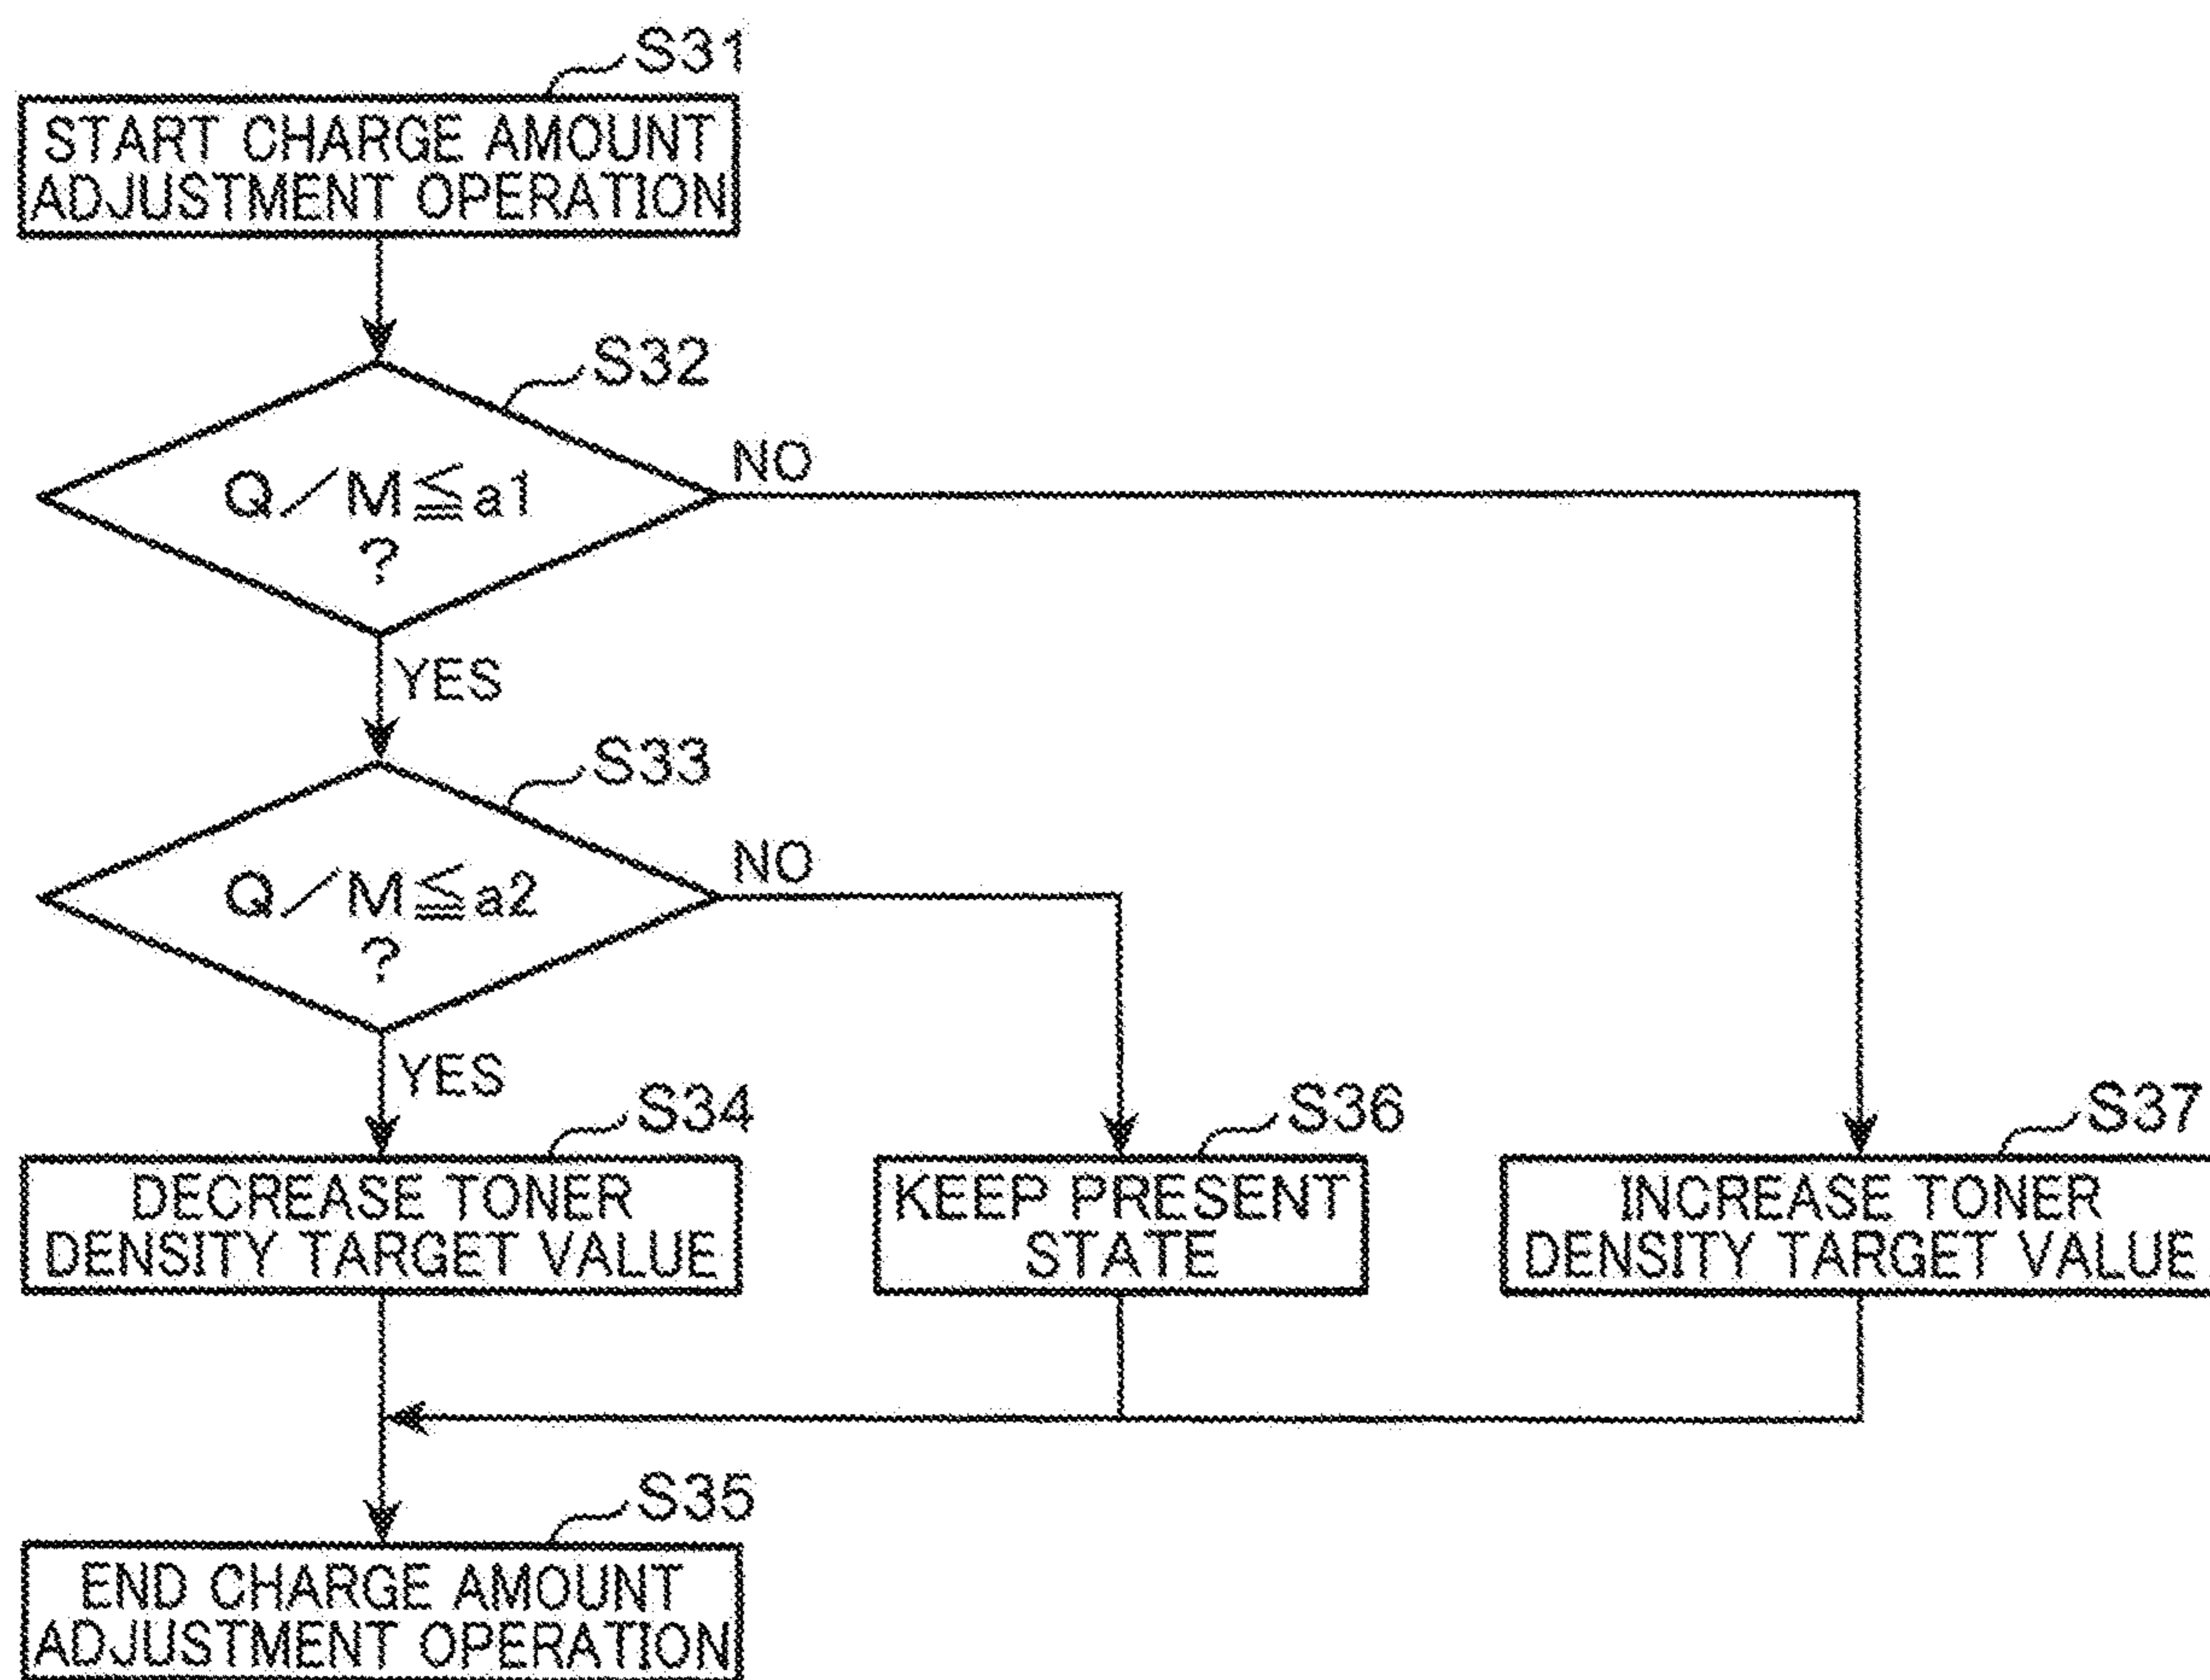 S31
START CHARGE AMOUNT
ADJUSTMENT OPERATION
S32
Q/M≦a1
?
NO
YES
S33
Q/M≦a2
?
NO
YES
S34
DECREASE TONER
DENSITY TARGET VALUE
S36
KEEP PRESENT
STATE
S37
INCREASE TONER
DENSITY TARGET VALUE
S35
END CHARGE AMOUNT
ADJUSTMENT OPERATION